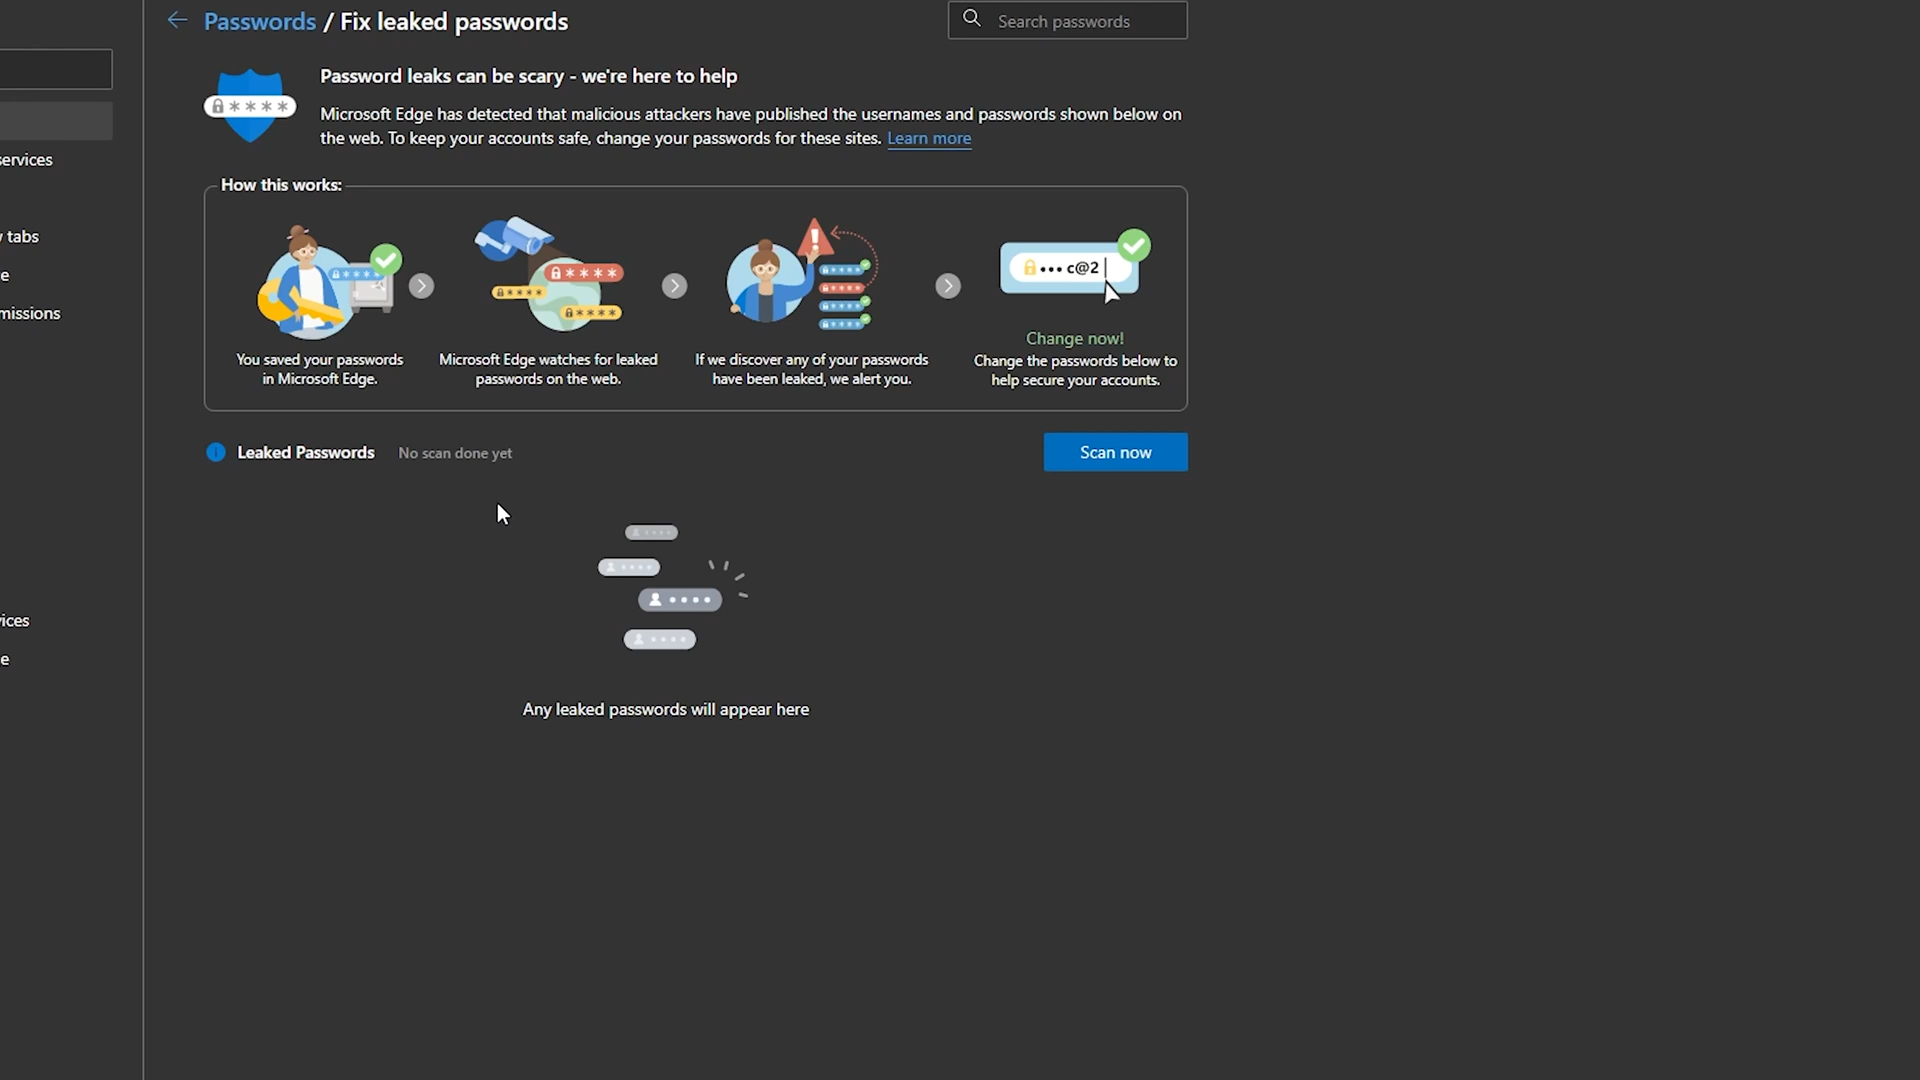 Passwords / Fix leaked passwords
Search passwords
Password leaks can be scary - we're here to help
Microsoft Edge has detected that malicious attackers have published the usernames and passwords shown below on
the web. To keep your accounts safe, change your passwords for these sites. Learn more
ervices
tabs
e
missions
ices
e
How this works:
c@2
You saved your passwords
in Microsoft Edge.
Microsoft Edge watches for leaked
passwords on the web.
If we discover any of your passwords
have been leaked, we alert you.
Change now!
Change the passwords below to
help secure your accounts.
Leaked Passwords No scan done yet
Scan now
Any leaked passwords will appear here